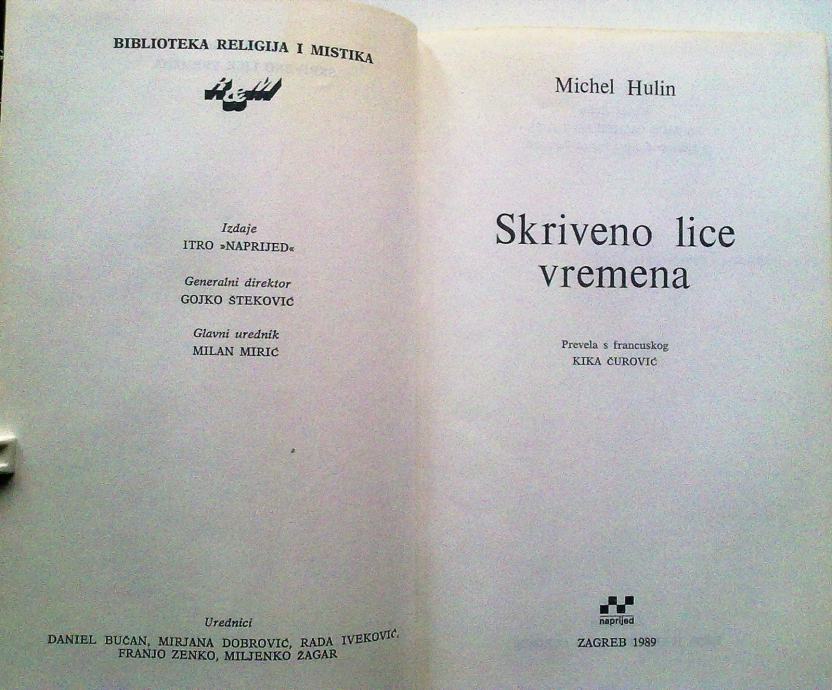 BIBLIOTEKA RELIGIJA I MISTIKA
R&M
Izdaje
ITRO »NAPRIJED«
Generalni direktor
GOJKO ŠTEKOVIĆ
Glavni urednik
MILAN MIRIĆ
Urednici
DANIEL BUČAN, MIRJANA DOBROVIĆ, RADA IVEKOVIĆ,
FRANJO ZENKO, MILJENKO ŽAGAR
Michel Hulin
Skriveno lice
vremena
Prevela s francuskog
KIKA ĆUROVIĆ
naprijed
ZAGREB 1989